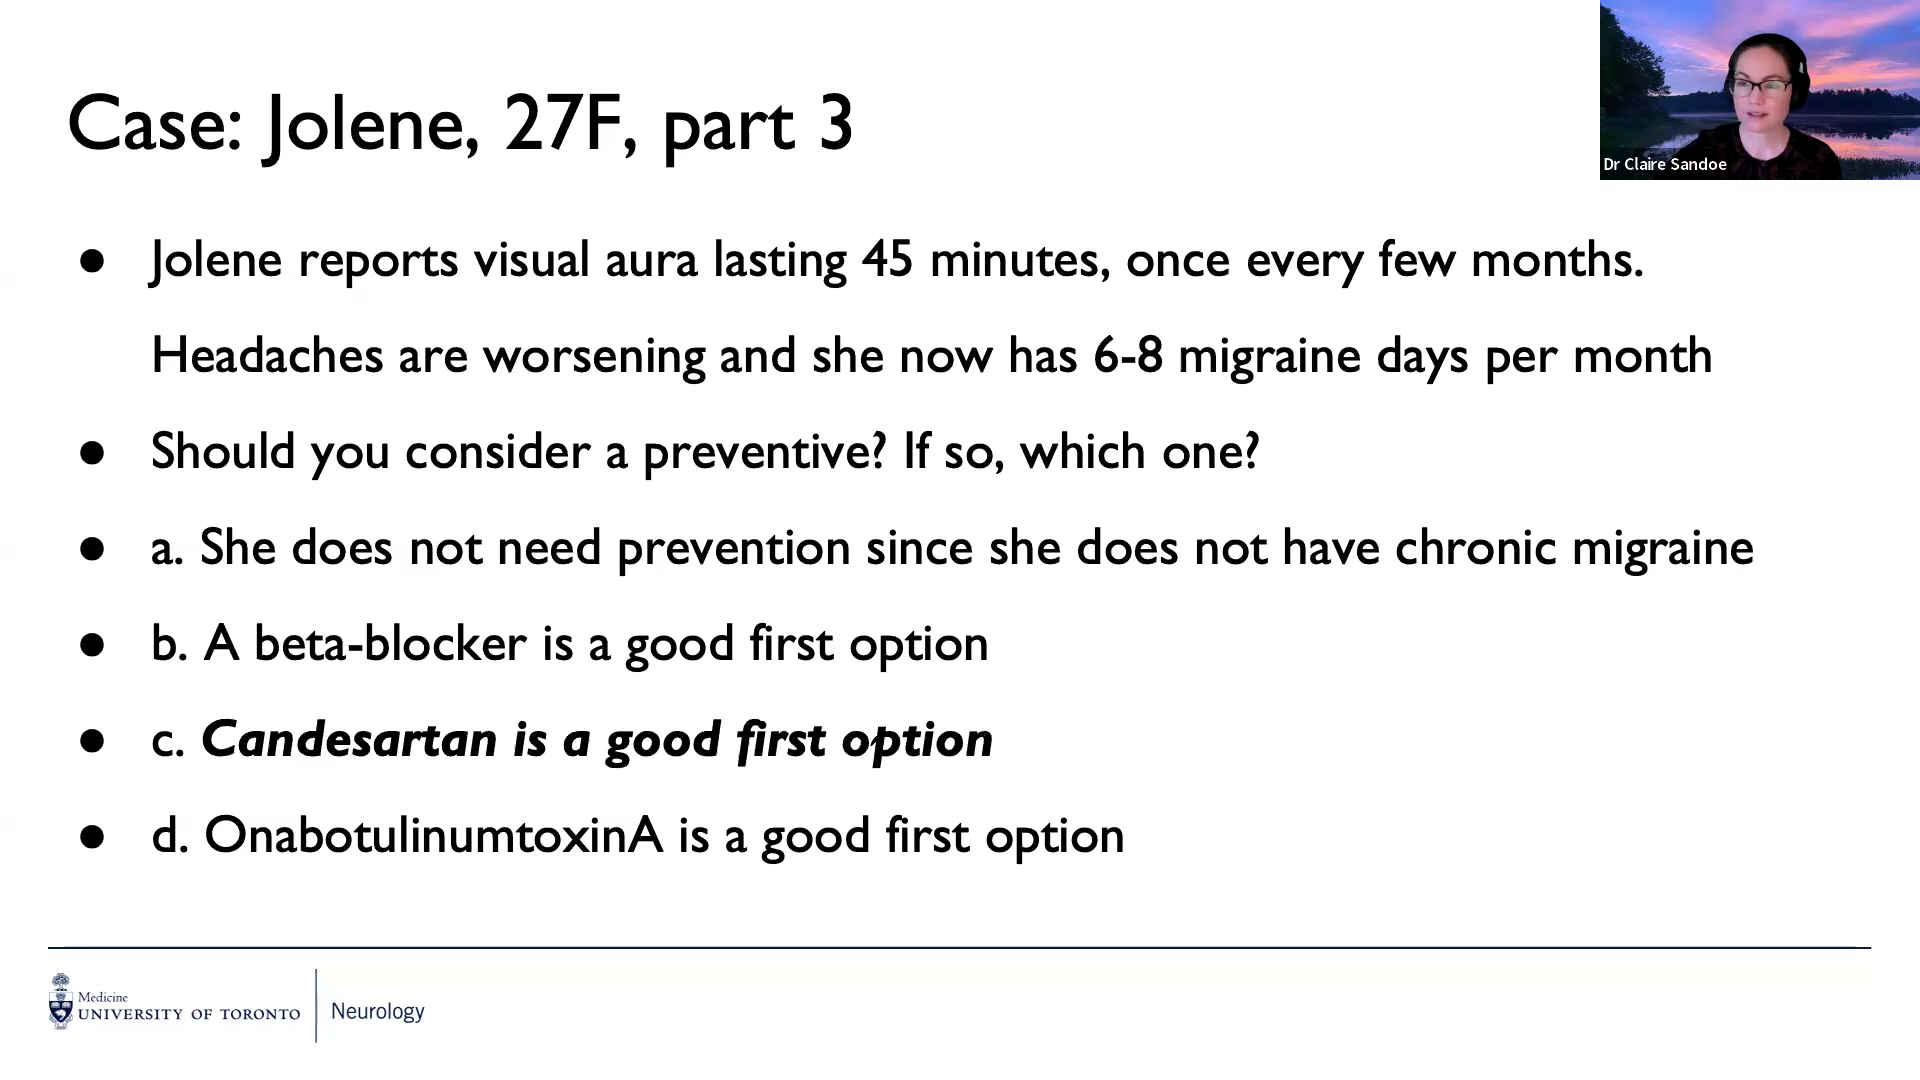 Case: Jolene, 27F, part 3
Dr Claire Sandoe
● Jolene reports visual aura lasting 45 minutes, once every few months.
Headaches are worsening and she now has 6-8 migraine days per month
● Should you consider a preventive? If so, which one?
● a. She does not need prevention since she does not have chronic migraine
● b. A beta-blocker is a good first option
● c. Candesartan is a good first option
● d. OnabotulinumtoxinA is a good first option
Medicine
UNIVERSITY OF TORONTO
Neurology